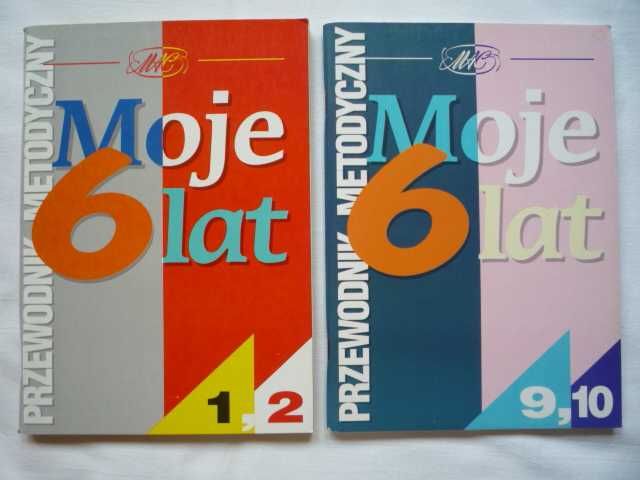 PRZEWODNIK METODYCZNY
MAC
Moje
6 lat
1, 2
PRZEWODNIK METODYCZNY
MAC
Moje
6 lat
9, 10